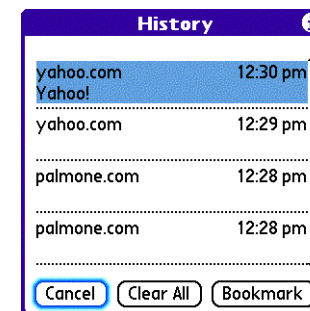 History
yahoo.com 12:30 pm
Yahoo!
yahoo.com 12:29 pm
palmone.com 12:28 pm
palmone.com 12:28 pm
Cancel Clear All Bookmark